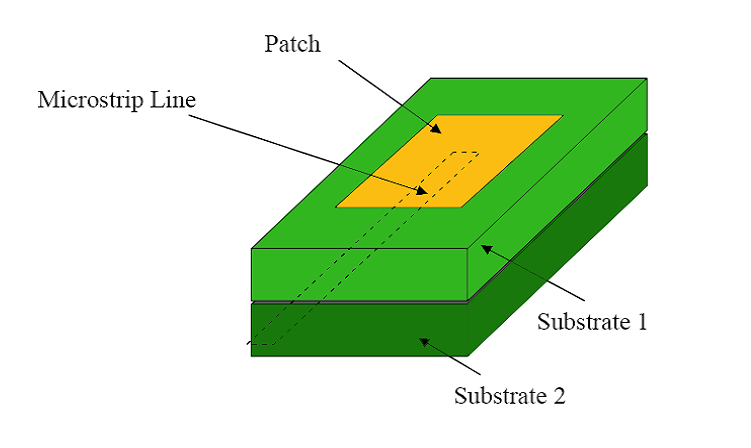 Patch
Microstrip Line
Substrate 1
Substrate 2